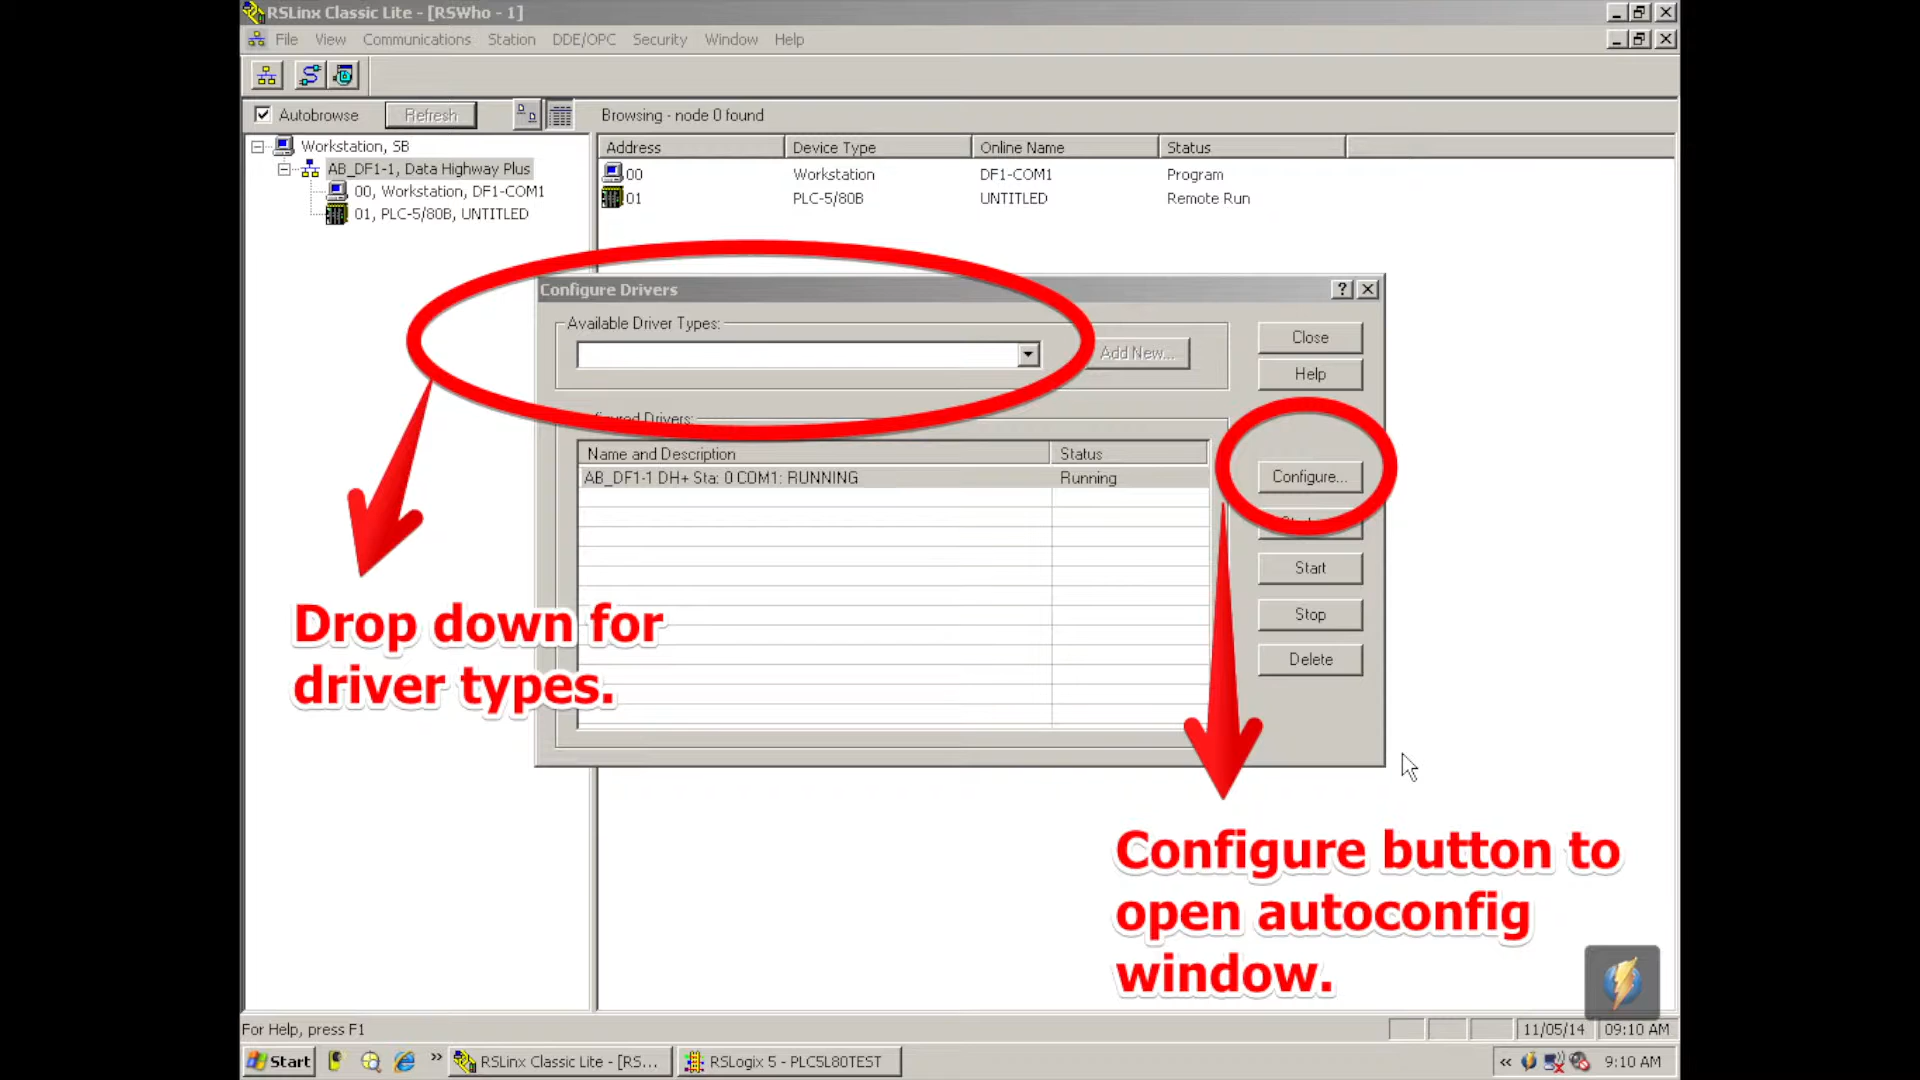 RSLinx Classic Lite - [RSWho - 1]
File View Communications Station DDE/OPC Security Window Help
Autobrowse Refresh Browsing - node 0 found
Workstation, SB
AB_DF1-1, Data Highway Plus
00, Workstation, DF1-COM1
01, PLC-5/80B, UNTITLED
Address Device Type Online Name Status
00 Workstation DF1-COM1 Program
01 PLC-5/80B UNTITLED Remote Run
Configure Drivers
Available Driver Types:
Add New...
Close
Help
Drivers:
Name and Description Status
AB_DF1-1 DH+ Sta: 0 COM1: RUNNING Running
Configure...
Start
Stop
Delete
Drop down for
driver types.
Configure button to
open autoconfig
window.
For Help, press F1
11/05/14 09:10 AM
Start » RSLinx Classic Lite - [RS... RSLogix 5 - PLC5L80TEST « 9:10 AM